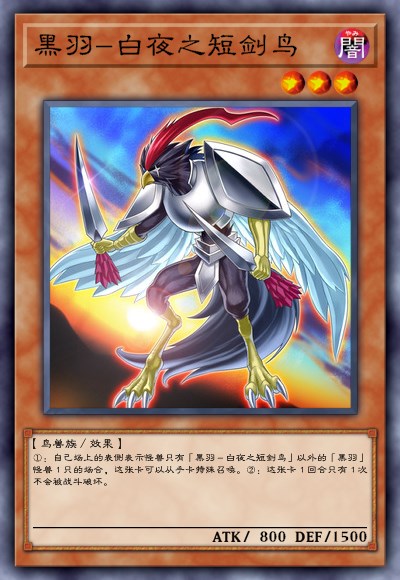 黑羽-白夜之短剑鸟
やみ
闇
【鸟兽族/效果】
①：自己场上的表侧表示怪兽只有「黑羽-白夜之短剑鸟」以外的「黑羽」
怪兽1只的场合，这张卡可以从手卡特殊召唤。②：这张卡1回合只有1次
不会被战斗破坏。
ATK/ 800 DEF/1500